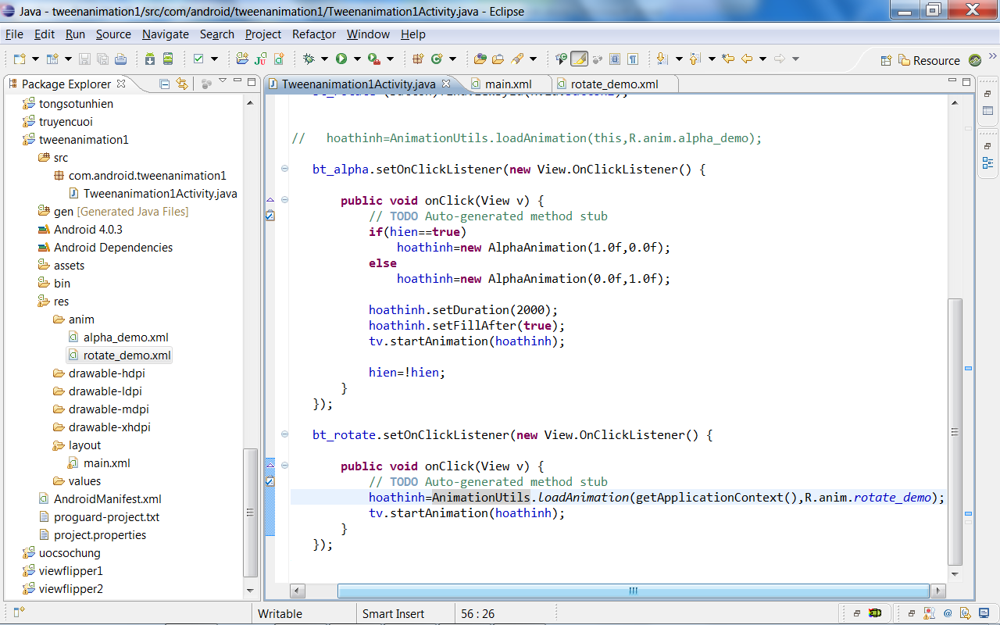 Java - tweenanimation1/src/com/android/tweenanimation1/Tweenanimation1Activity.java - Eclipse
File Edit Run Source Navigate Search Project Refactor Window Help
Resource
Package Explorer
Tweenanimation1Activity.java
main.xml
rotate_demo.xml
tongsotunhien
truyencuoi
tweenanimation1
src
com.android.tweenanimation1
Tweenanimation1Activity.java
gen [Generated Java Files]
Android 4.0.3
Android Dependencies
assets
bin
res
anim
alpha_demo.xml
rotate_demo.xml
drawable-hdpi
drawable-ldpi
drawable-mdpi
drawable-xhdpi
layout
main.xml
values
AndroidManifest.xml
proguard-project.txt
project.properties
uocsochung
viewflipper1
viewflipper2
// hoathinh=AnimationUtils.loadAnimation(this,R.anim.alpha_demo);
bt_alpha.setOnClickListener(new View.OnClickListener() {
public void onClick(View v) {
// TODO Auto-generated method stub
if(hien==true)
hoathinh=new AlphaAnimation(1.0f,0.0f);
else
hoathinh=new AlphaAnimation(0.0f,1.0f);
hoathinh.setDuration(2000);
hoathinh.setFillAfter(true);
tv.startAnimation(hoathinh);
hien=!hien;
}
});
bt_rotate.setOnClickListener(new View.OnClickListener() {
public void onClick(View v) {
// TODO Auto-generated method stub
hoathinh=AnimationUtils.loadAnimation(getApplicationContext(),R.anim.rotate_demo);
tv.startAnimation(hoathinh);
}
});
Writable
Smart Insert
56 : 26